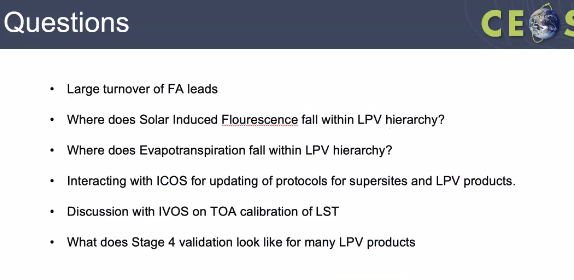 Questions
CEOS
• Large turnover of FA leads
• Where does Solar Induced Flourescence fall within LPV hierarchy?
• Where does Evapotranspiration fall within LPV hierarchy?
• Interacting with ICOS for updating of protocols for supersites and LPV products.
• Discussion with IVOS on TOA calibration of LST
• What does Stage 4 validation look like for many LPV products